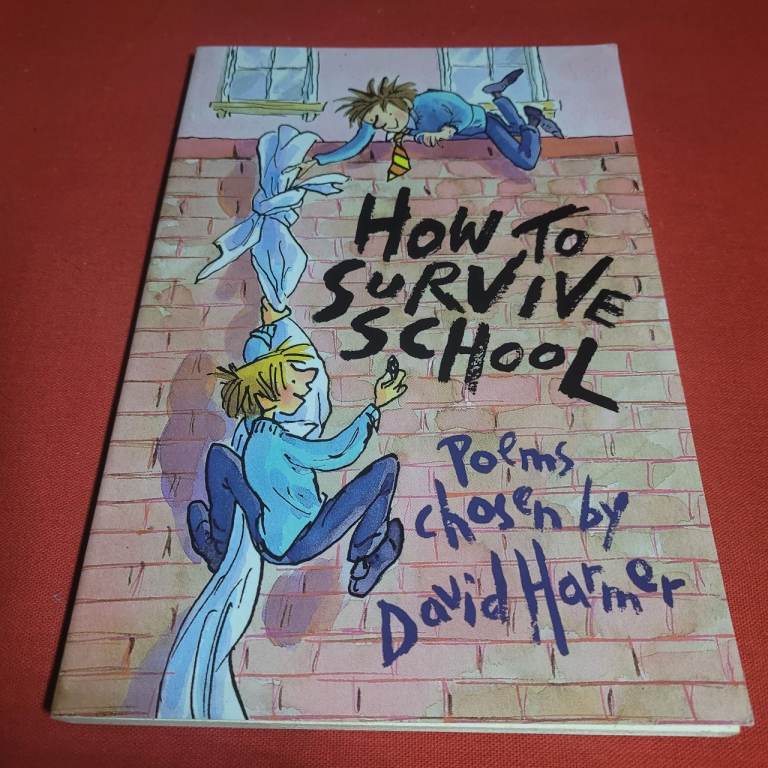 HOW TO
SURVIVE
SCHOOL
Poems
chosen by
David Harmer